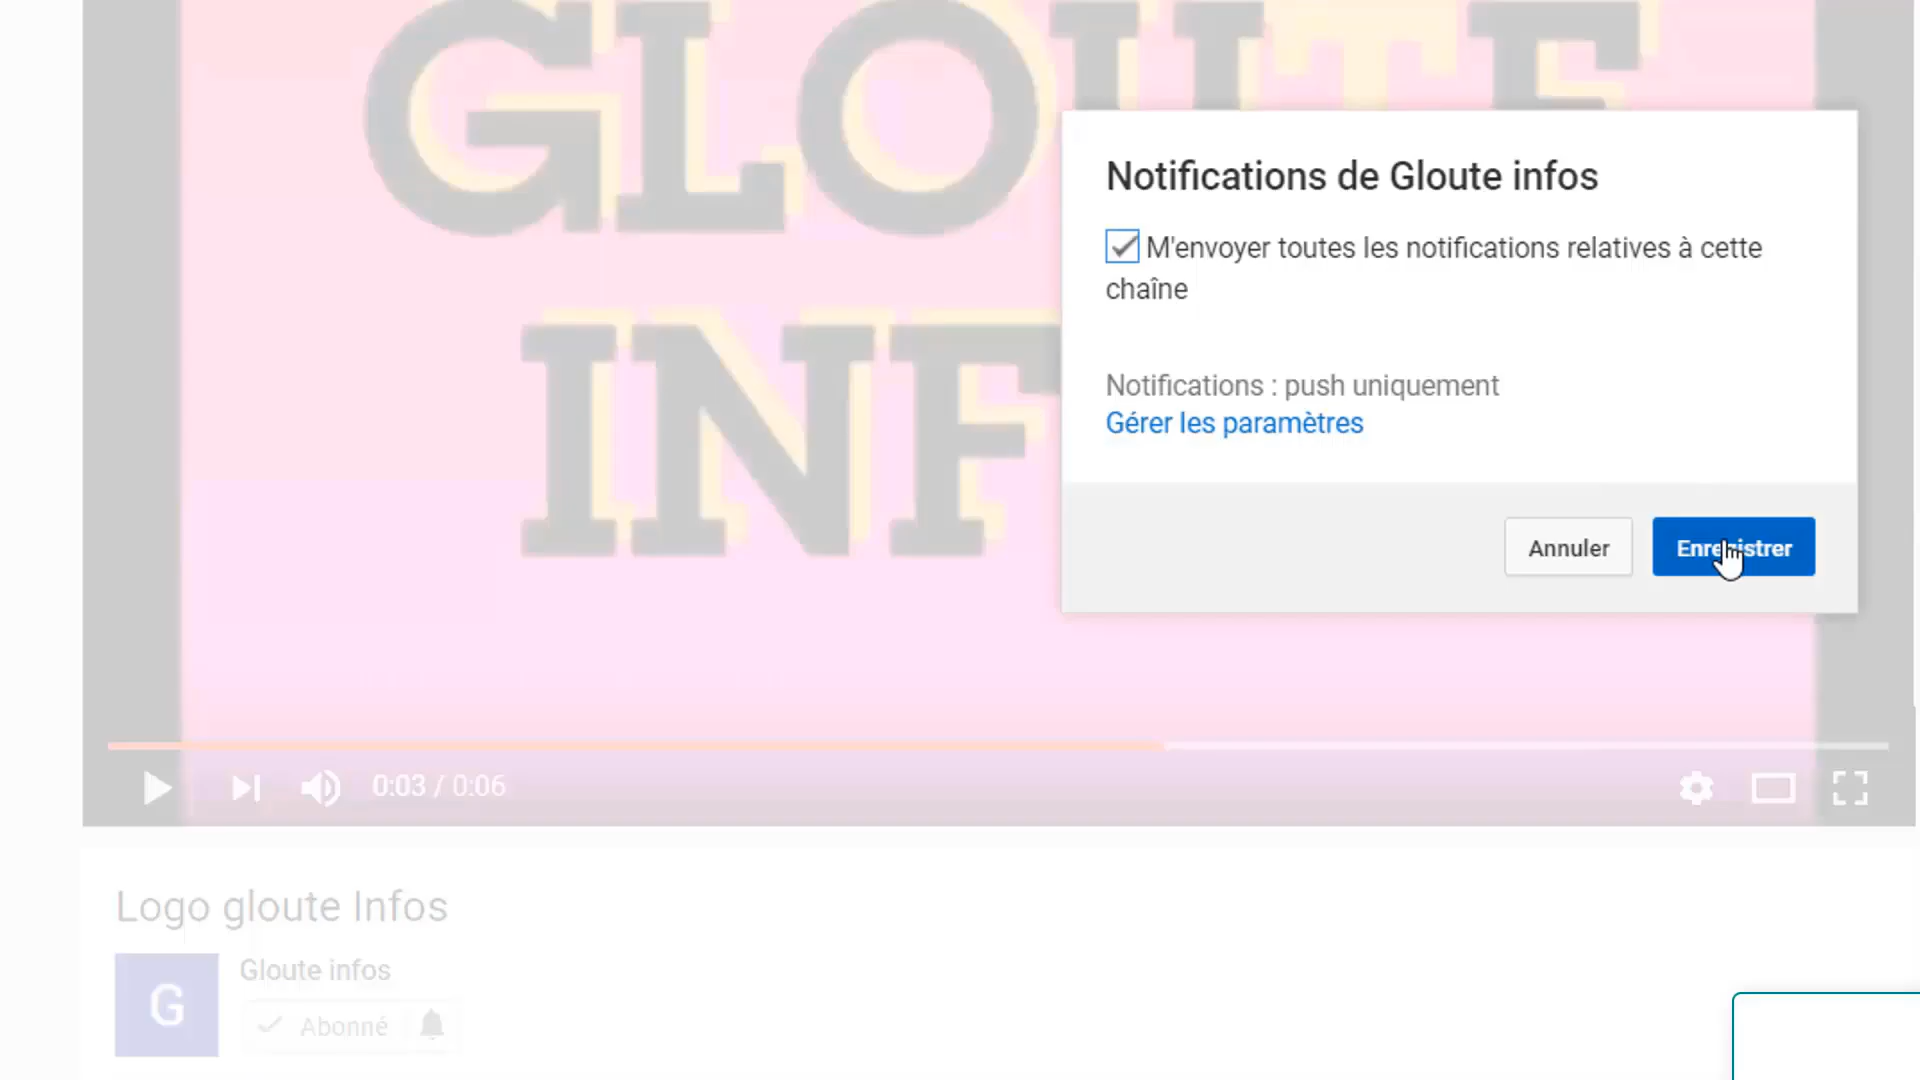 GLOUTE
INF
Notifications de Gloute infos
M'envoyer toutes les notifications relatives à cette
chaîne
Notifications : push uniquement
Gérer les paramètres
Annuler
Enregistrer
0:03 / 0:06
Logo gloute Infos
G
Gloute infos
Abonné